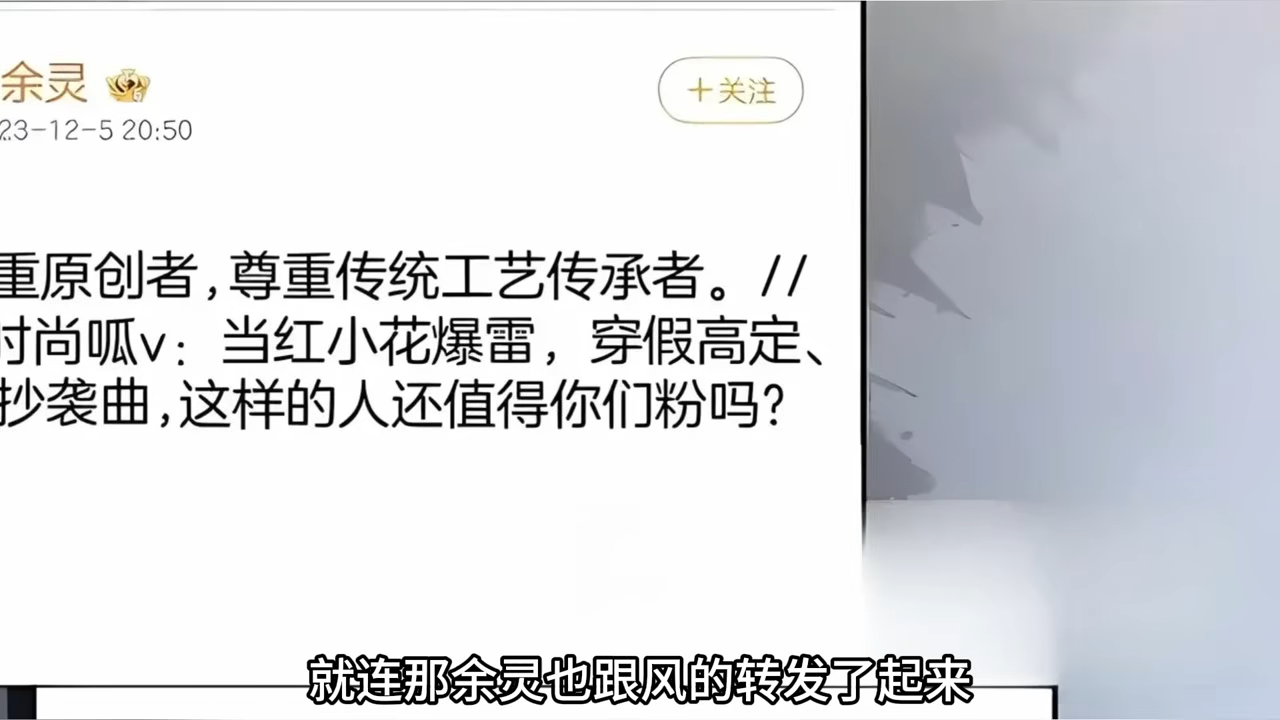 余灵
+关注
23-12-5 20:50
重原创者,尊重传统工艺传承者。//
时尚呱v：当红小花爆雷，穿假高定、
抄袭曲,这样的人还值得你们粉吗?
就连那余灵也跟风的转发了起来